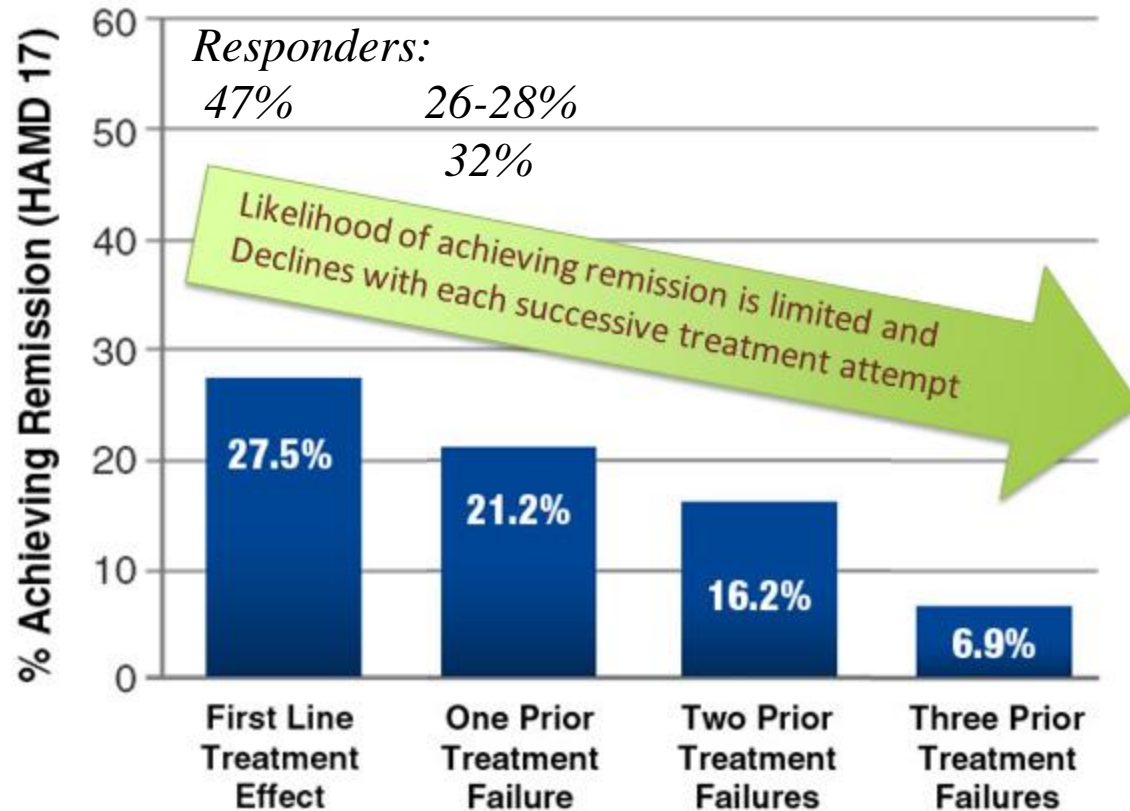 % Achieving Remission (HAMD 17)
60
50
40
30
20
10
0
Responders:
47% 26-28%
32%
Likelihood of achieving remission is limited and
Declines with each successive treatment attempt
27.5%
21.2%
16.2%
6.9%
First Line
Treatment
Effect
One Prior
Treatment
Failure
Two Prior
Treatment
Failures
Three Prior
Treatment
Failures